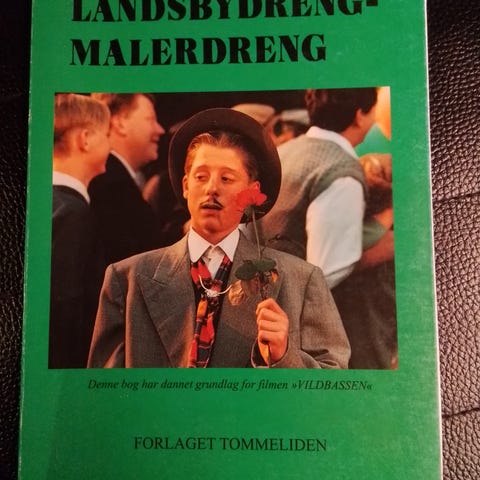 LANDSBYDRENG-
MALERDRENG
Denne bog har dannet grundlag for filmen »VILDBASSEN«
FORLAGET TOMMELIDEN